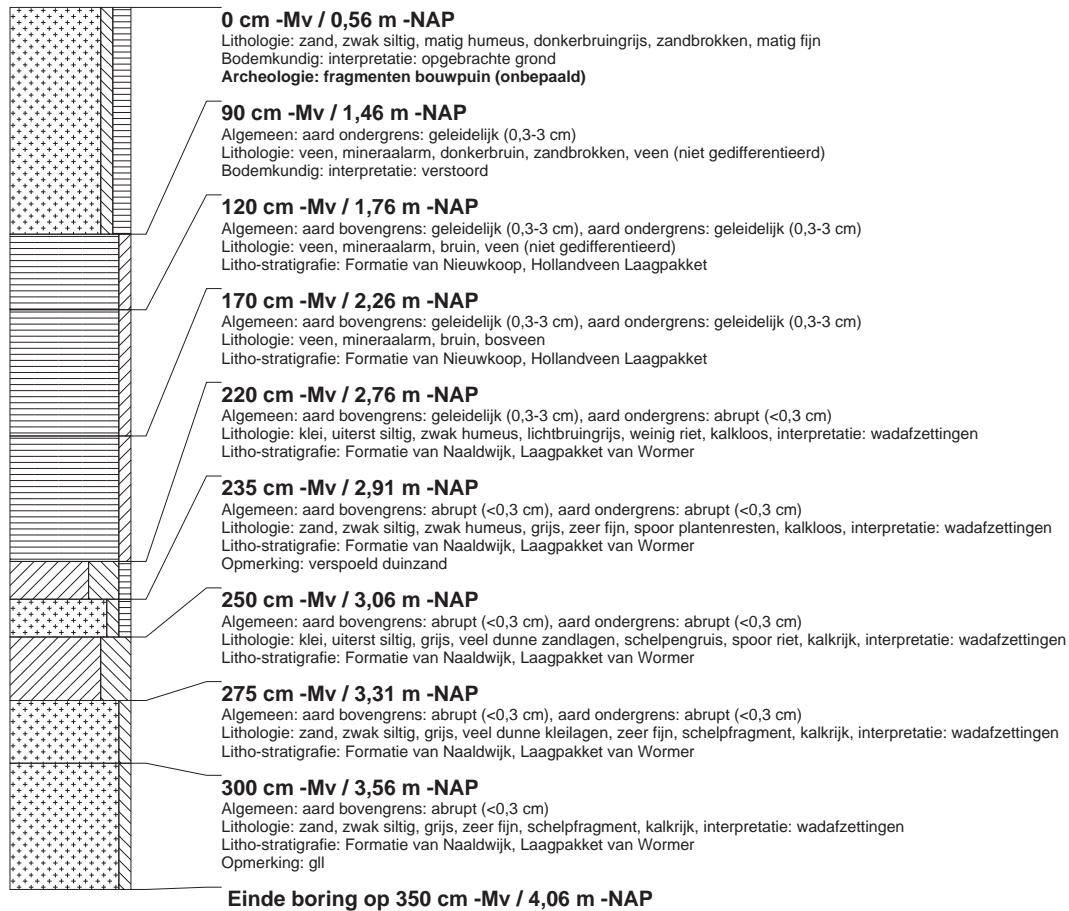 0 cm -Mv / 0,56 m -NAP
Lithologie: zand, zwak siltig, matig humeus, donkerbruingrijs, zandbrokken, matig fijn
Bodemkundig: interpretatie: opgebrachte grond
Archeologie: fragmenten bouwpuin (onbepaald)
90 cm -Mv / 1,46 m -NAP
Algemeen: aard ondergrens: geleidelijk (0,3-3 cm)
Lithologie: veen, mineraalarm, donkerbruin, zandbrokken, veen (niet gedifferentieerd)
Bodemkundig: interpretatie: verstoord
120 cm -Mv / 1,76 m -NAP
Algemeen: aard bovengrens: geleidelijk (0,3-3 cm), aard ondergrens: geleidelijk (0,3-3 cm)
Lithologie: veen, mineraalarm, bruin, veen (niet gedifferentieerd)
Litho-stratigrafie: Formatie van Nieuwkoop, Hollandveen Laagpakket
170 cm -Mv / 2,26 m -NAP
Algemeen: aard bovengrens: geleidelijk (0,3-3 cm), aard ondergrens: geleidelijk (0,3-3 cm)
Lithologie: veen, mineraalarm, bruin, bosveen
Litho-stratigrafie: Formatie van Nieuwkoop, Hollandveen Laagpakket
220 cm -Mv / 2,76 m -NAP
Algemeen: aard bovengrens: geleidelijk (0,3-3 cm), aard ondergrens: abrupt (<0,3 cm)
Lithologie: klei, uiterst siltig, zwak humeus, lichtbruingrijs, weinig riet, kalkloos, interpretatie: wadafzettingen
Litho-stratigrafie: Formatie van Naaldwijk, Laagpakket van Wormer
235 cm -Mv / 2,91 m -NAP
Algemeen: aard bovengrens: abrupt (<0,3 cm), aard ondergrens: abrupt (<0,3 cm)
Lithologie: zand, zwak siltig, zwak humeus, grijs, zeer fijn, spoor plantenresten, kalkloos, interpretatie: wadafzettingen
Litho-stratigrafie: Formatie van Naaldwijk, Laagpakket van Wormer
Opmerking: verspoeld duinzand
250 cm -Mv / 3,06 m -NAP
Algemeen: aard bovengrens: abrupt (<0,3 cm), aard ondergrens: abrupt (<0,3 cm)
Lithologie: klei, uiterst siltig, grijs, veel dunne zandlagen, schelpengruis, spoor riet, kalkrijk, interpretatie: wadafzettingen
Litho-stratigrafie: Formatie van Naaldwijk, Laagpakket van Wormer
275 cm -Mv / 3,31 m -NAP
Algemeen: aard bovengrens: abrupt (<0,3 cm), aard ondergrens: abrupt (<0,3 cm)
Lithologie: zand, zwak siltig, grijs, veel dunne kleilagen, zeer fijn, schelpfragment, kalkrijk, interpretatie: wadafzettingen
Litho-stratigrafie: Formatie van Naaldwijk, Laagpakket van Wormer
300 cm -Mv / 3,56 m -NAP
Algemeen: aard bovengrens: abrupt (<0,3 cm)
Lithologie: zand, zwak siltig, grijs, zeer fijn, schelpfragment, kalkrijk, interpretatie: wadafzettingen
Litho-stratigrafie: Formatie van Naaldwijk, Laagpakket van Wormer
Opmerking: gll
Einde boring op 350 cm -Mv / 4,06 m -NAP